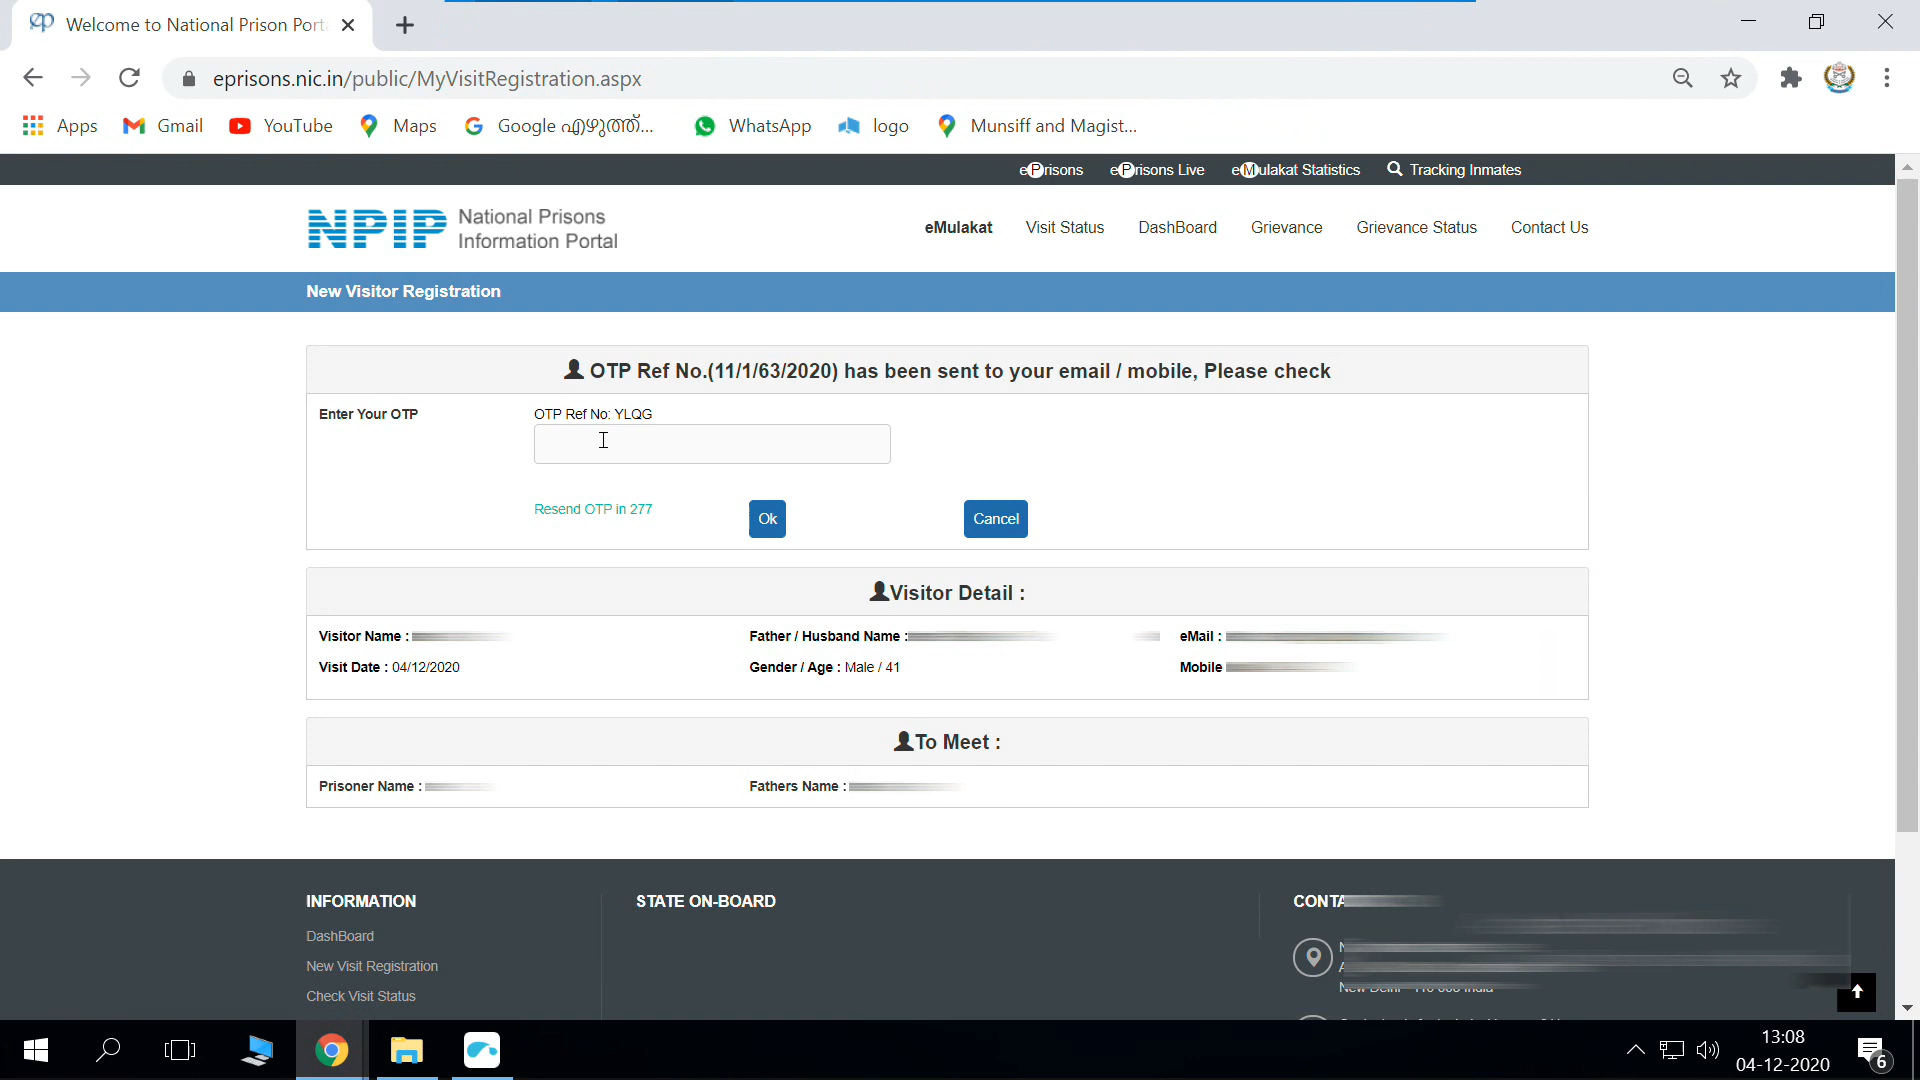 Welcome to National Prison Port
eprisons.nic.in/public/MyVisitRegistration.aspx
Apps Gmail YouTube Maps Google എഴുത്ത്... WhatsApp logo Munsiff and Magist...
ePrisons ePrisons Live eMulakat Statistics Tracking Inmates
NPIP National Prisons
Information Portal
eMulakat Visit Status DashBoard Grievance Grievance Status Contact Us
New Visitor Registration
OTP Ref No.(11/1/63/2020) has been sent to your email / mobile, Please check
Enter Your OTP OTP Ref No: YLQG
Resend OTP in 277 Ok Cancel
Visitor Detail :
Visitor Name : Father / Husband Name : eMail :
Visit Date : 04/12/2020 Gender / Age : Male / 41 Mobile
To Meet :
Prisoner Name : Fathers Name :
INFORMATION STATE ON-BOARD
DashBoard
New Visit Registration
Check Visit Status
13:08
04-12-2020
6